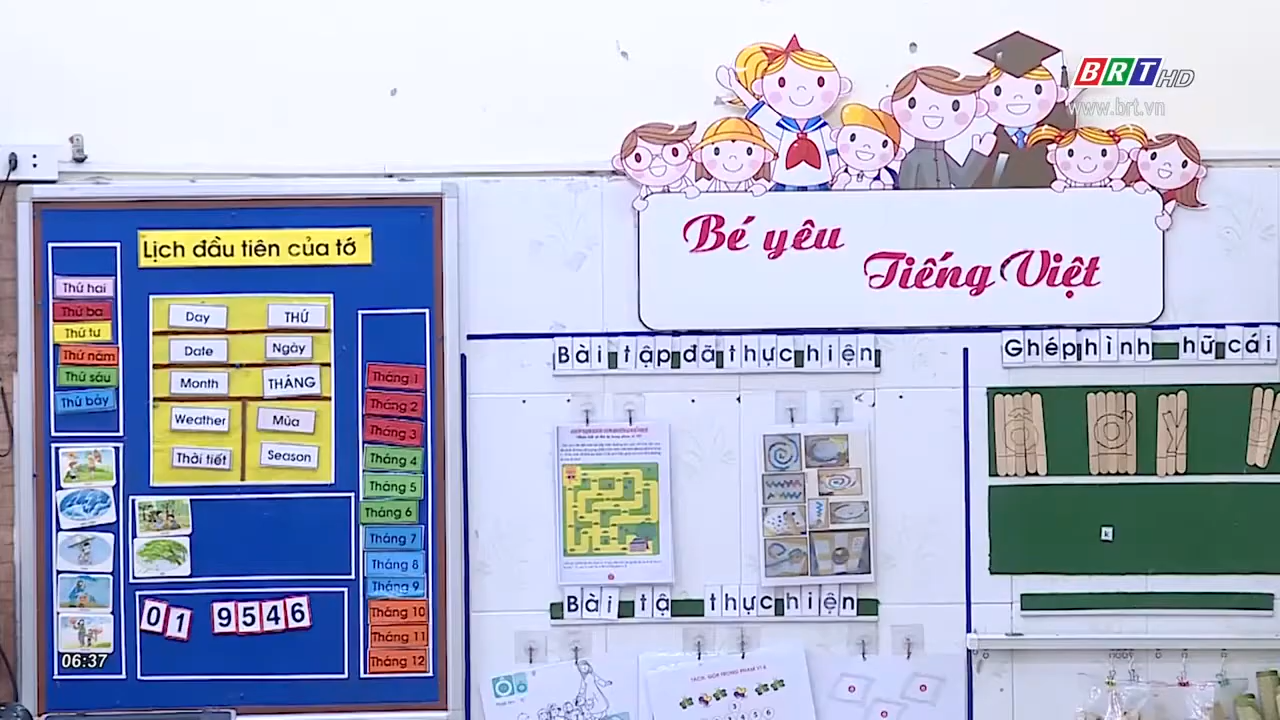 BRT HD
www.brt.vn
Bé yêu
Tiếng Việt
Lịch đầu tiên của tớ
Thứ hai
Thứ ba
Thứ tư
Thứ năm
Thứ sáu
Thứ bảy
Day THỨ
Date Ngày
Month THÁNG
Weather Mùa
Thời tiết Season
Tháng 1
Tháng 2
Tháng 3
Tháng 4
Tháng 5
Tháng 6
Tháng 7
Tháng 8
Tháng 9
Tháng 10
Tháng 11
Tháng 12
01 9546
06:37
Bài tập đã thực hiện
Ghép hình hữ cái
k
Bài tậ thực hiện